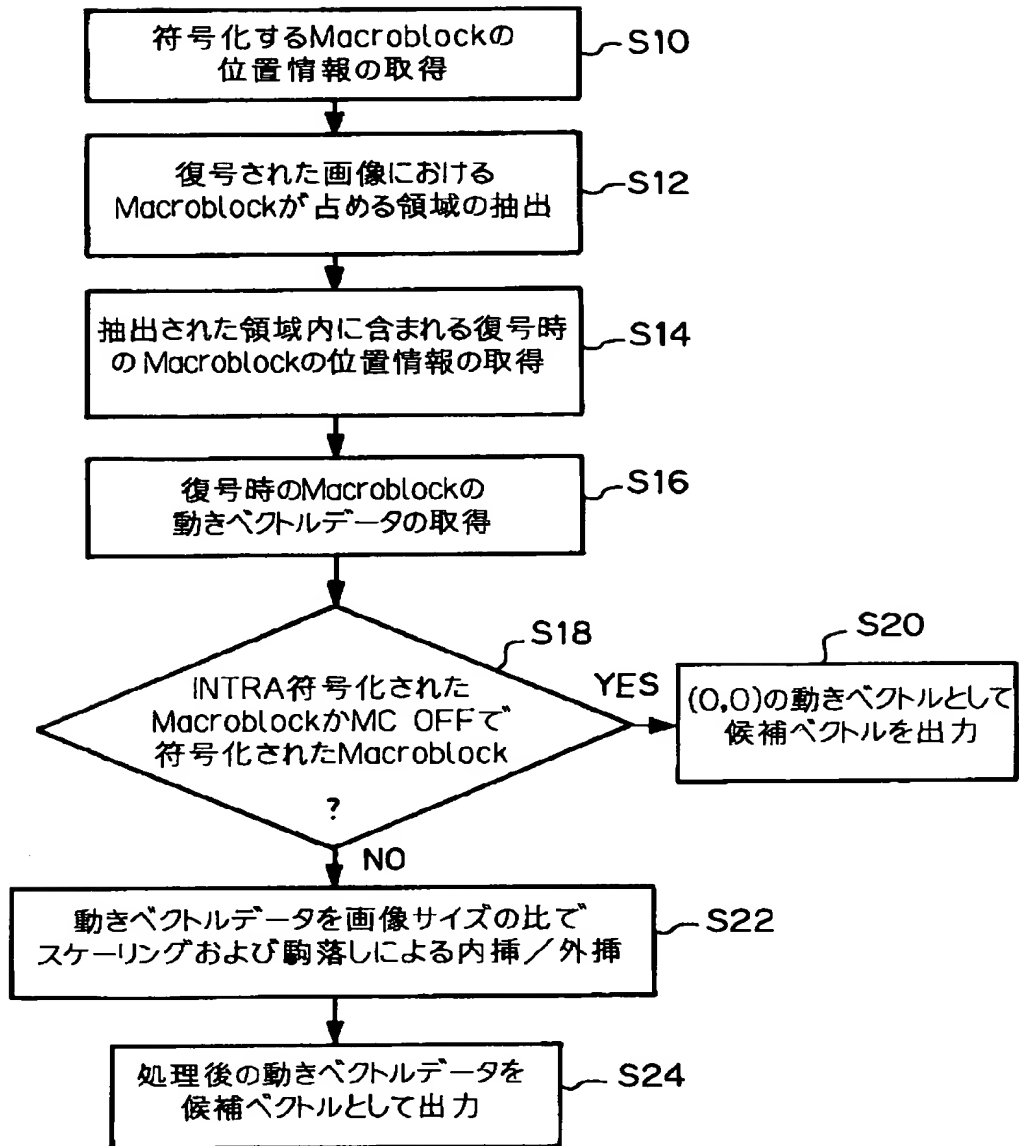 符号化するMacroblockの
位置情報の取得
S10
復号された画像における
Macroblockが占める領域の抽出
S12
抽出された領域内に含まれる復号時
のMacroblockの位置情報の取得
S14
復号時のMacroblockの
動きベクトルデータの取得
S16
INTRA符号化された
MacroblockかMC OFFで
符号化されたMacroblock
?
S18
YES
(0,0)の動きベクトルとして
候補ベクトルを出力
S20
NO
動きベクトルデータを画像サイズの比で
スケーリングおよび駒落しによる内挿/外挿
S22
処理後の動きベクトルデータを
候補ベクトルとして出力
S24